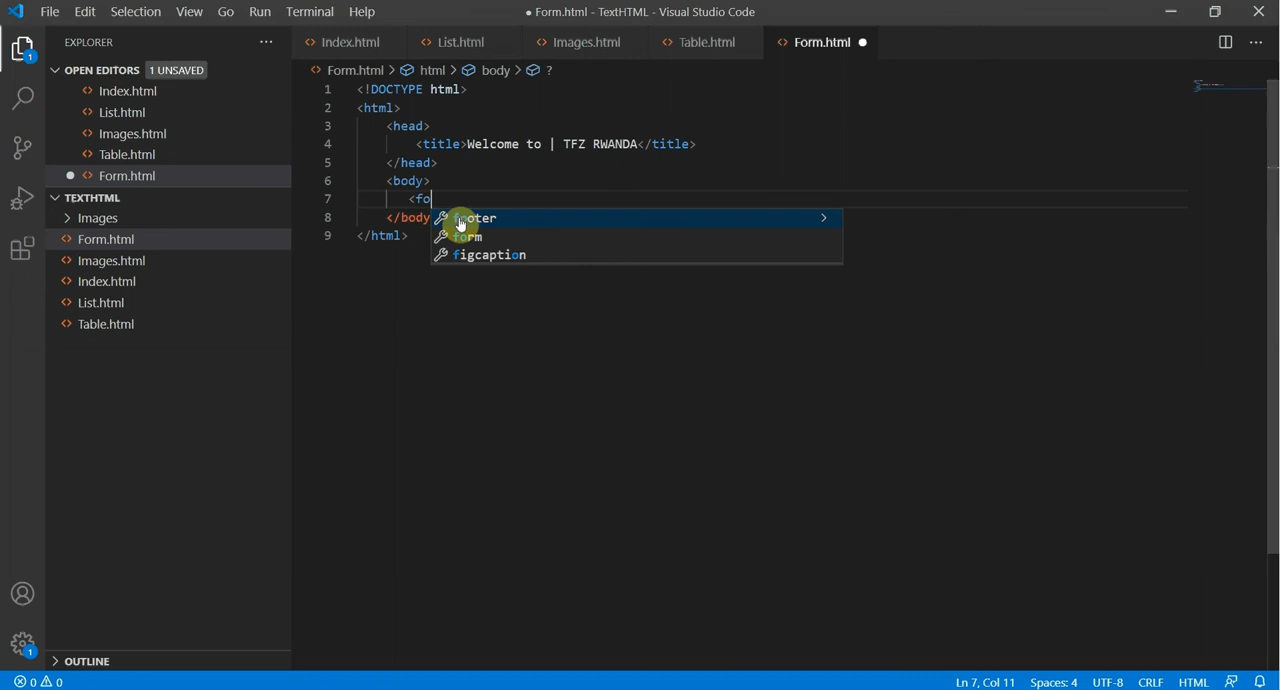 File Edit Selection View Go Run Terminal Help
● Form.html - TextHTML - Visual Studio Code
EXPLORER
OPEN EDITORS 1 UNSAVED
Index.html
List.html
Images.html
Table.html
Form.html
TEXTHTML
Images
Form.html
Images.html
Index.html
List.html
Table.html
OUTLINE
1
1
Index.html List.html Images.html Table.html Form.html
Form.html > html > body > ?
1 <!DOCTYPE html>
2 <html>
3 <head>
4 <title>Welcome to | TFZ RWANDA</title>
5 </head>
6 <body>
7 <fo
8 </body
9 </html>
footer
form
figcaption
0 0 Ln 7, Col 11 Spaces: 4 UTF-8 CRLF HTML